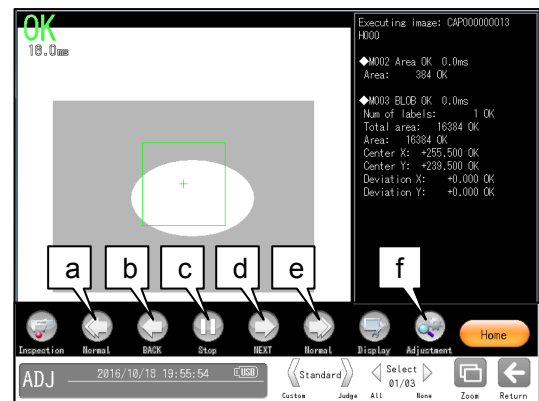 OK
18.0ms
Executing image: CAP000000013
H000
◆M002 Area OK 0.0ms
Area: 384 OK
◆M003 BLOB OK 0.0ms
Num of labels: 1 OK
Total area: 16384 OK
Area: 16384 OK
Center X: +255.500 OK
Center Y: +239.500 OK
Deviation X: +0.000 OK
Deviation Y: +0.000 OK
a b c d e f
Inspection Normal BACK Stop NEXT Normal Display Adjustment Home
ADJ 2016/10/18 19:55:54 USB
Standard Select
01/03
Custom Judge All None Zoom Return